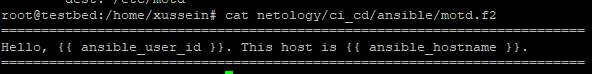 dest: /etc/motd
root@testbed:/home/xussein# cat netology/ci_cd/ansible/motd.f2
==========================================================================
Hello, {{ ansible_user_id }}. This host is {{ ansible_hostname }}.
==========================================================================